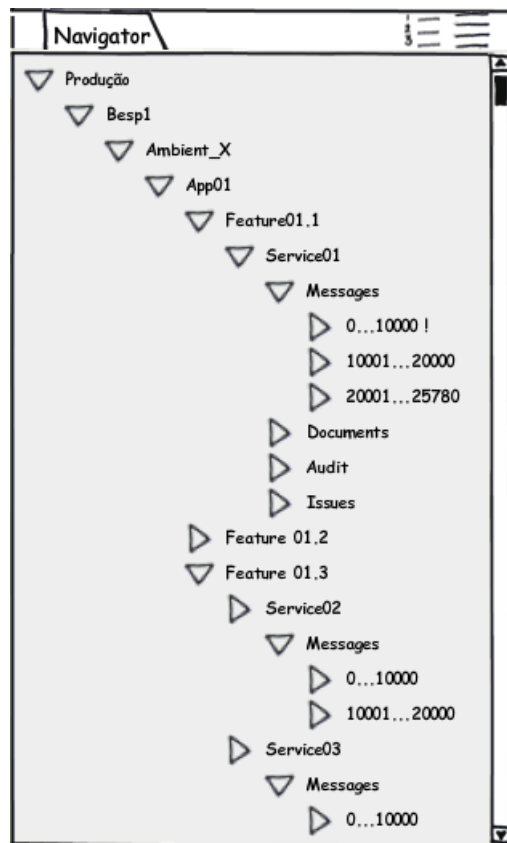 Navigator
Produção
Besp1
Ambient_X
App01
Feature01.1
Service01
Messages
0...10000 !
10001...20000
20001...25780
Documents
Audit
Issues
Feature 01.2
Feature 01.3
Service02
Messages
0...10000
10001...20000
Service03
Messages
0...10000